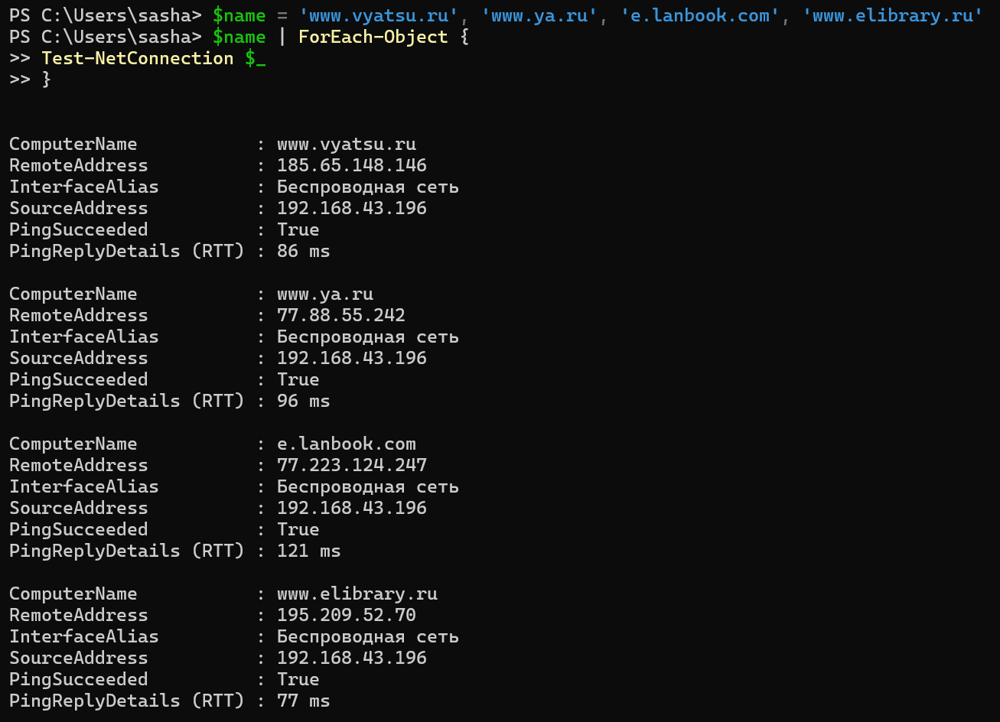 PS C:\Users\sasha> $name = 'www.vyatsu.ru', 'www.ya.ru', 'e.lanbook.com', 'www.elibrary.ru'
PS C:\Users\sasha> $name | ForEach-Object {
>> Test-NetConnection $_
>> }
ComputerName           : www.vyatsu.ru
RemoteAddress          : 185.65.148.146
InterfaceAlias         : Беспроводная сеть
SourceAddress          : 192.168.43.196
PingSucceeded          : True
PingReplyDetails (RTT) : 86 ms
ComputerName           : www.ya.ru
RemoteAddress          : 77.88.55.242
InterfaceAlias         : Беспроводная сеть
SourceAddress          : 192.168.43.196
PingSucceeded          : True
PingReplyDetails (RTT) : 96 ms
ComputerName           : e.lanbook.com
RemoteAddress          : 77.223.124.247
InterfaceAlias         : Беспроводная сеть
SourceAddress          : 192.168.43.196
PingSucceeded          : True
PingReplyDetails (RTT) : 121 ms
ComputerName           : www.elibrary.ru
RemoteAddress          : 195.209.52.70
InterfaceAlias         : Беспроводная сеть
SourceAddress          : 192.168.43.196
PingSucceeded          : True
PingReplyDetails (RTT) : 77 ms